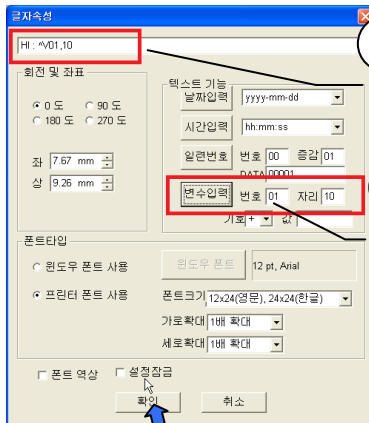 글자속성
HI : ^V01,10
회전 및 좌표
0 도 90 도
180 도 270 도
좌 7.67 mm
상 9.26 mm
텍스트 기능
날짜입력 yyyy-mm-dd
시간입력 hh:mm:ss
일련번호 번호 00 증감 01
DATA 00001
변수입력 번호 01 자리 10
기호 + 값
폰트타입
윈도우 폰트 사용 윈도우 폰트 12 pt, Arial
프린터 폰트 사용 폰트크기 12x24(영문), 24x24(한글)
가로확대 1배 확대
세로확대 1배 확대
폰트 역상 설정잠금
확인 취소